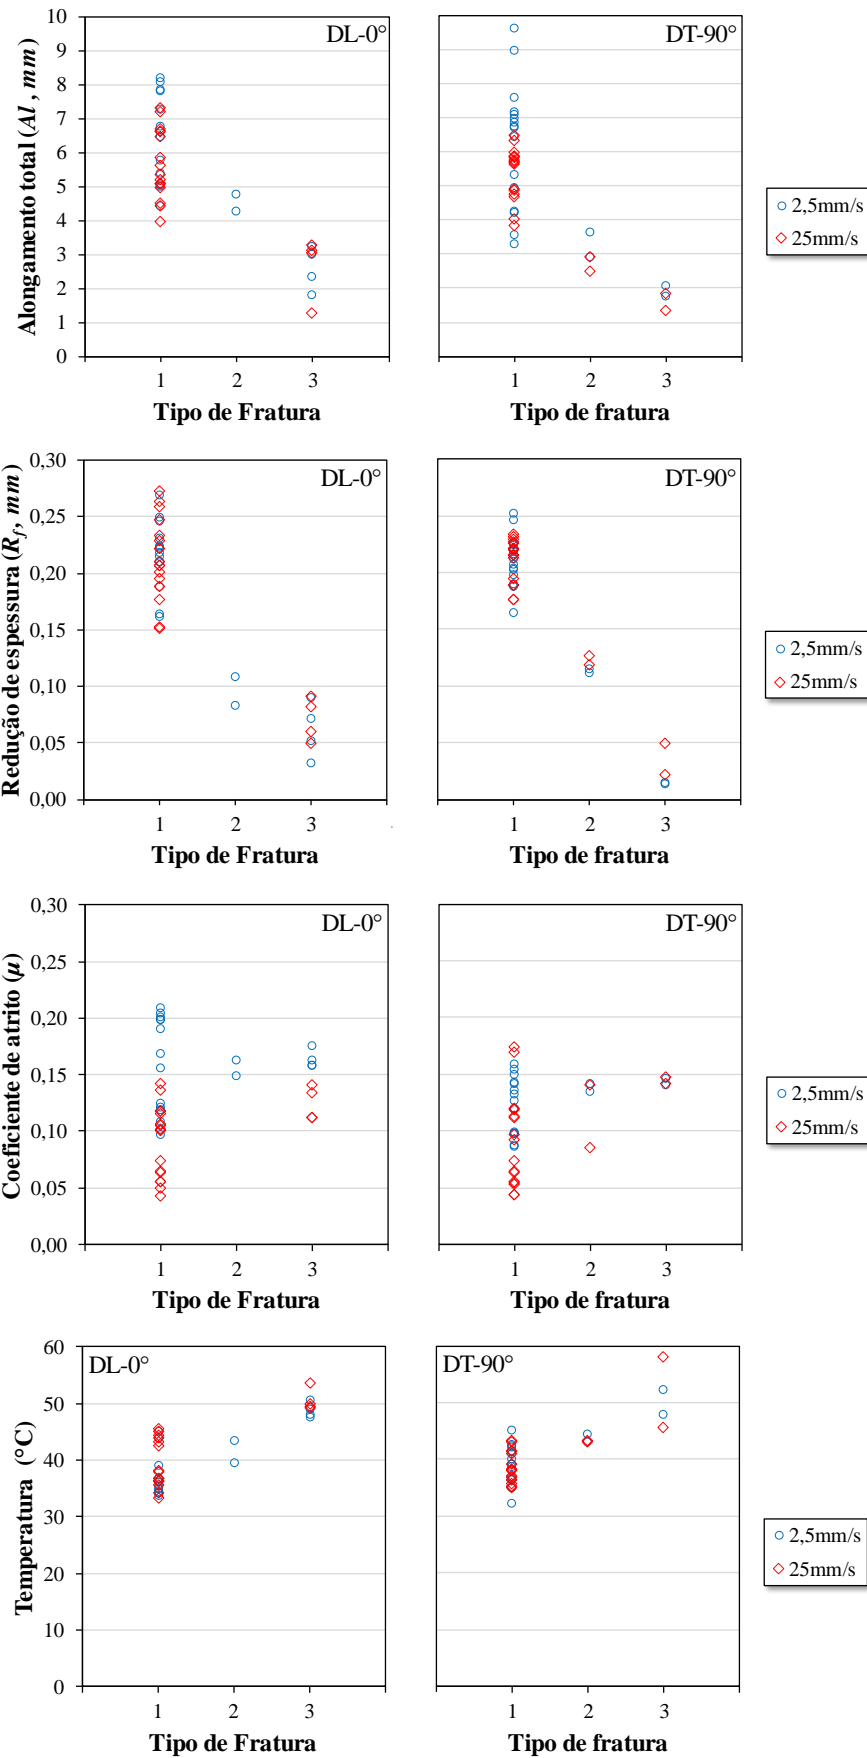 DL-0°
DT-90°
Alongamento total (Al , mm)
10
9
8
7
6
5
4
3
2
1
0
1 2 3
1 2 3
Tipo de Fratura
Tipo de fratura
2,5mm/s
25mm/s
DL-0°
DT-90°
Redução de espessura (Rf, mm)
0,30
0,25
0,20
0,15
0,10
0,05
0,00
1 2 3
1 2 3
Tipo de Fratura
Tipo de fratura
2,5mm/s
25mm/s
DL-0°
DT-90°
Coeficiente de atrito (μ)
0,30
0,25
0,20
0,15
0,10
0,05
0,00
1 2 3
1 2 3
Tipo de Fratura
Tipo de fratura
2,5mm/s
25mm/s
DL-0°
DT-90°
Temperatura (°C)
60
50
40
30
20
10
0
1 2 3
1 2 3
Tipo de Fratura
Tipo de fratura
2,5mm/s
25mm/s